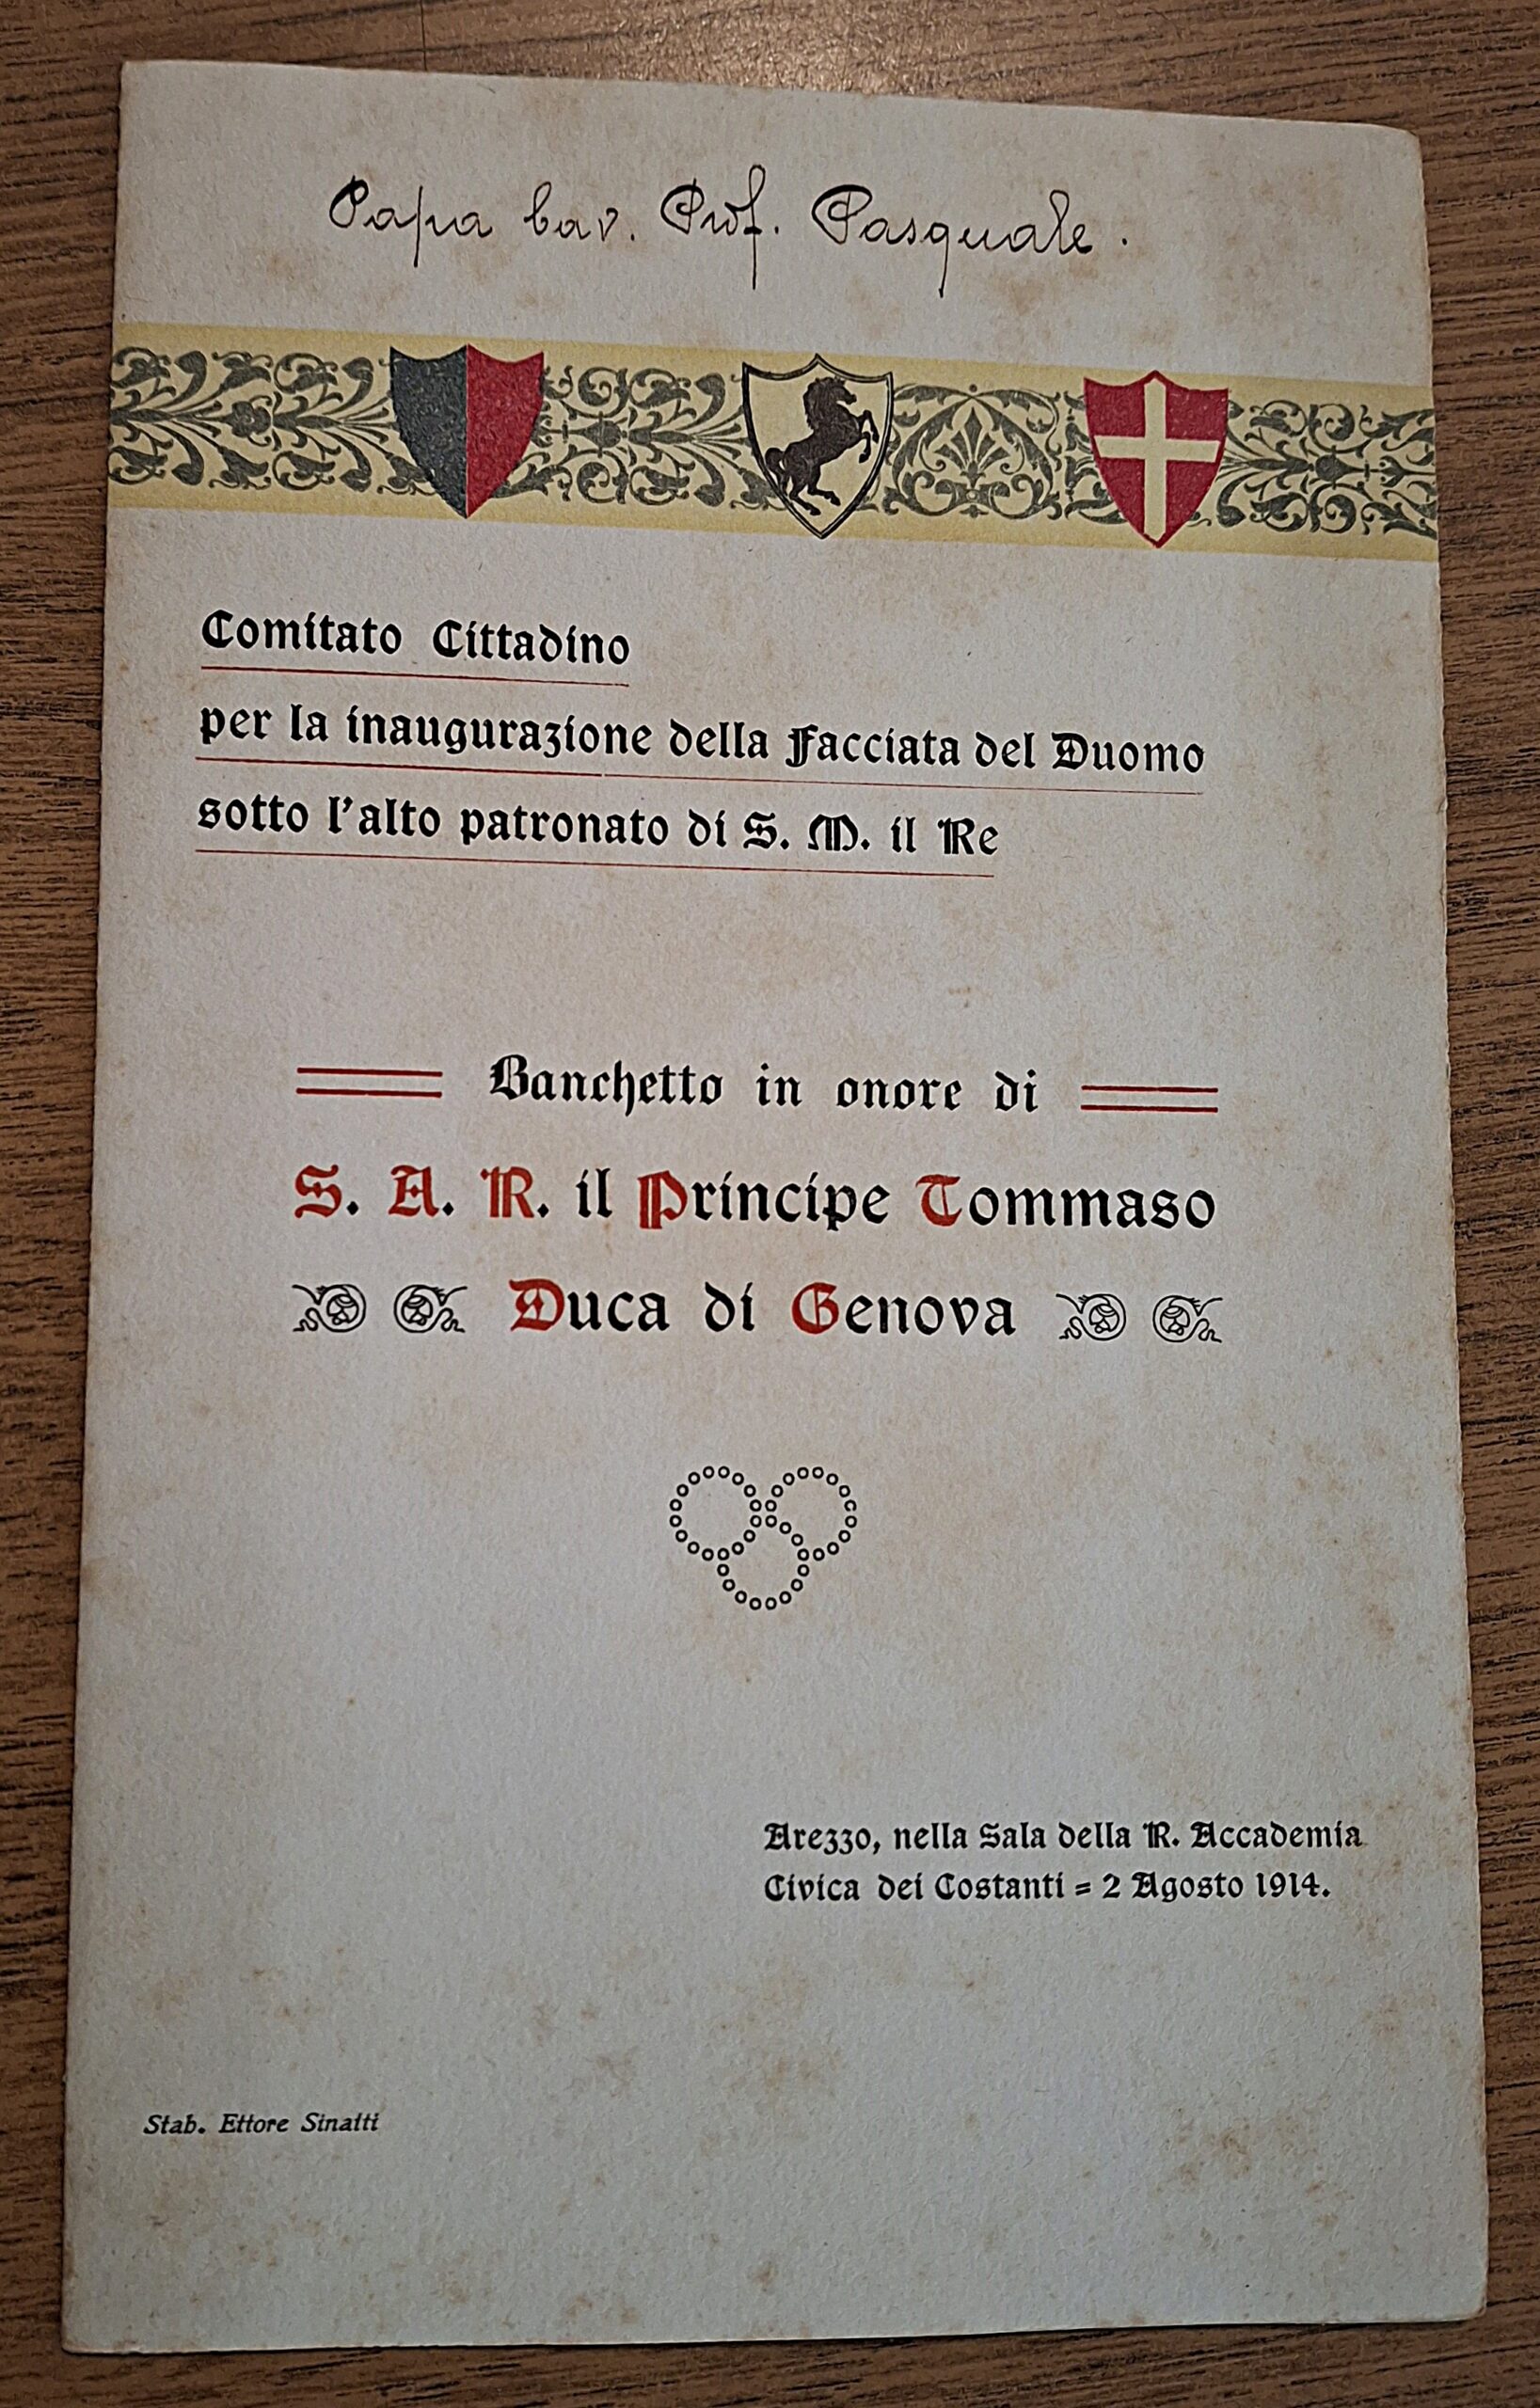 Papa Cav. Prof. Pasquale.
Comitato Cittadino
per la inaugurazione della Facciata del Duomo
sotto l'alto patronato di S. M. il Re
Banchetto in onore di
S. A. R. il Principe Tommaso
Duca di Genova
Arezzo, nella Sala della R. Accademia
Civica dei Costanti = 2 Agosto 1914.
Stab. Ettore Sinatti